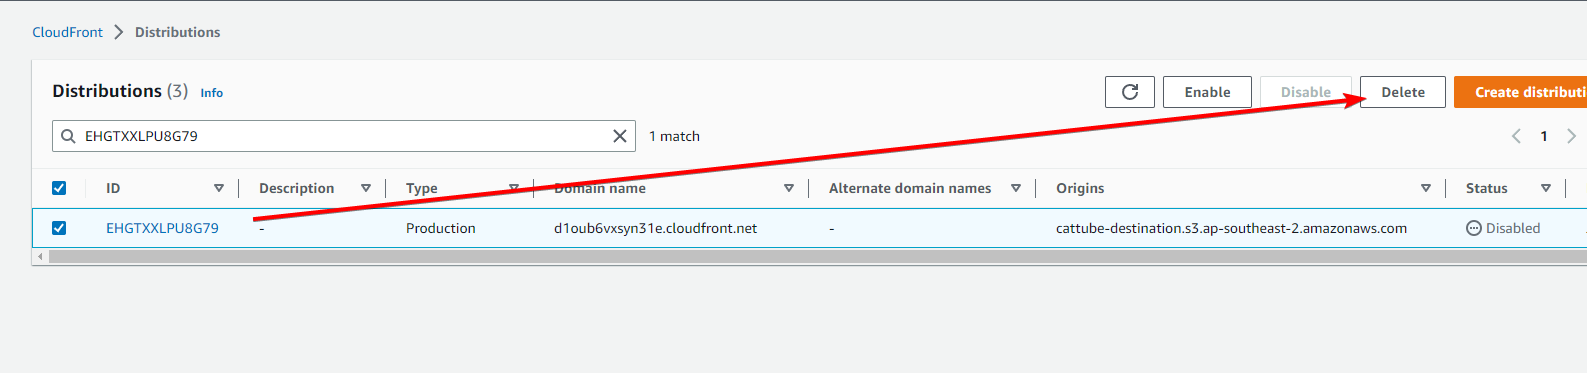 CloudFront > Distributions
Distributions (3) Info
Enable Disable Delete Create distributi
EHGTXXLPU8G79 1 match 1
ID Description Type Domain name Alternate domain names Origins Status
EHGTXXLPU8G79 - Production d1oub6vxsyn31e.cloudfront.net - cattube-destination.s3.ap-southeast-2.amazonaws.com Disabled